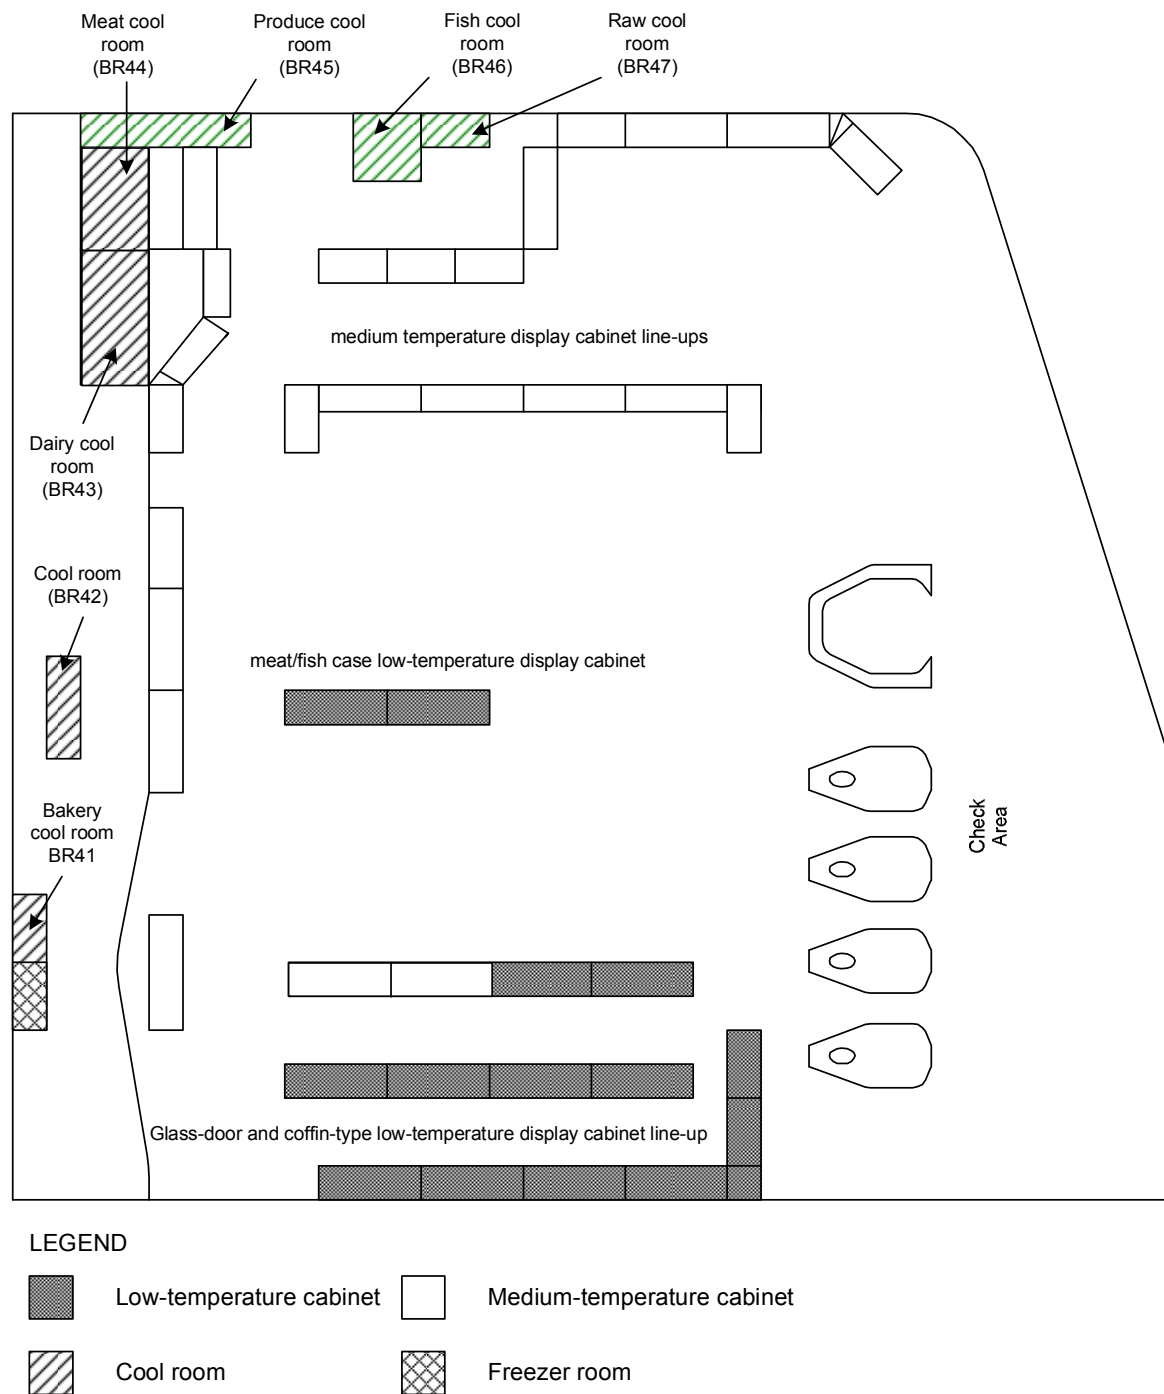 Meat cool
room
(BR44)
Produce cool
room
(BR45)
Fish cool
room
(BR46)
Raw cool
room
(BR47)
medium temperature display cabinet line-ups
Dairy cool
room
(BR43)
Cool room
(BR42)
meat/fish case low-temperature display cabinet
Bakery
cool room
BR41
Check
Area
Glass-door and coffin-type low-temperature display cabinet line-up
LEGEND
Low-temperature cabinet
Medium-temperature cabinet
Cool room
Freezer room